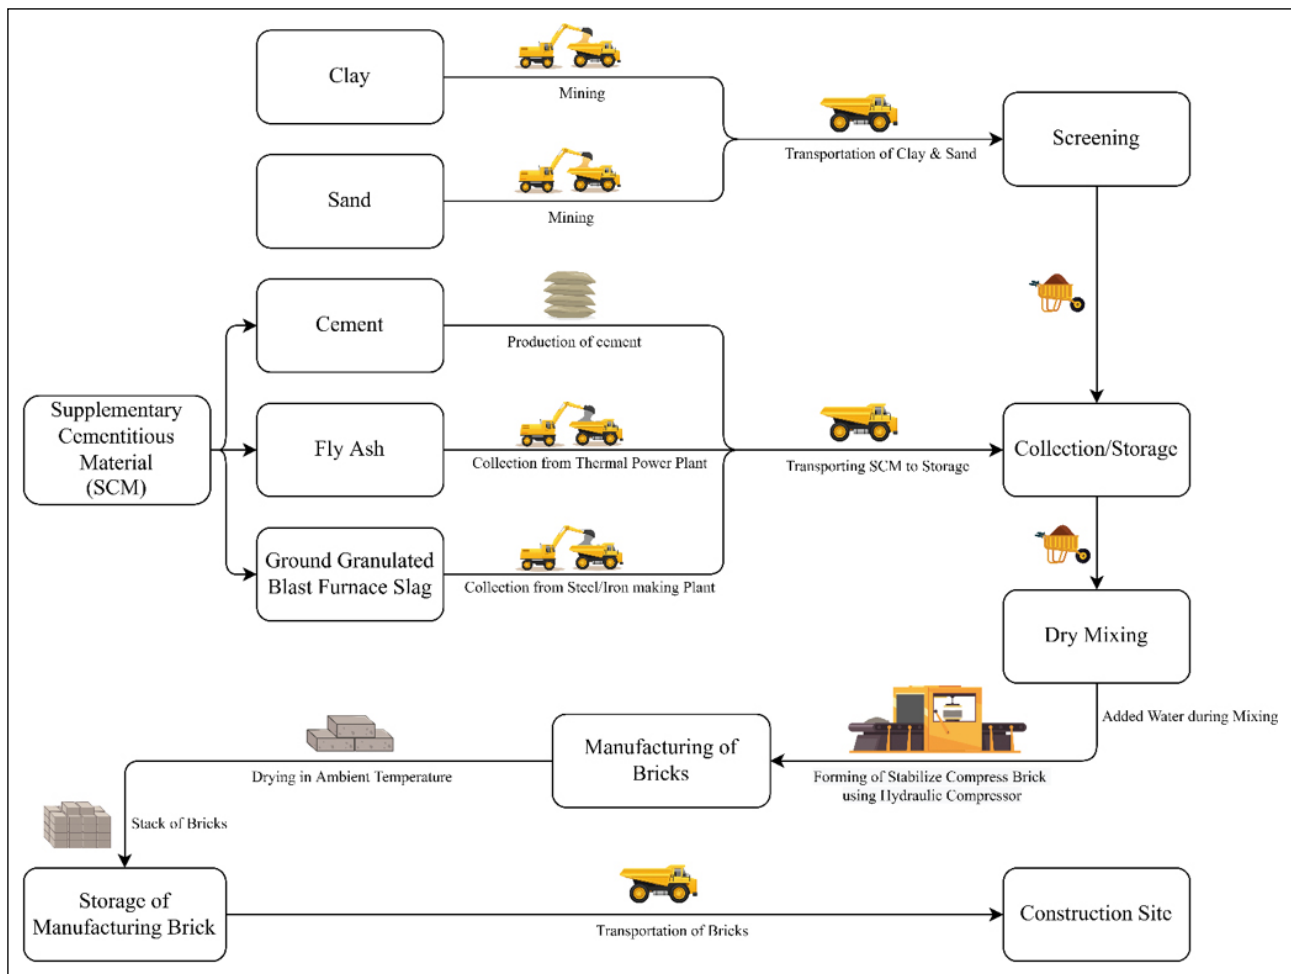 Clay
Mining
Transportation of Clay & Sand
Screening
Sand
Mining
Cement
Production of cement
Supplementary
Cementitious
Material
(SCM)
Fly Ash
Collection from Thermal Power Plant
Transporting SCM to Storage
Collection/Storage
Ground Granulated
Blast Furnace Slag
Collection from Steel/Iron making Plant
Dry Mixing
Added Water during Mixing
Manufacturing of
Bricks
Forming of Stabilize Compress Brick
using Hydraulic Compressor
Drying in Ambient Temperature
Stack of Bricks
Storage of
Manufacturing Brick
Transportation of Bricks
Construction Site